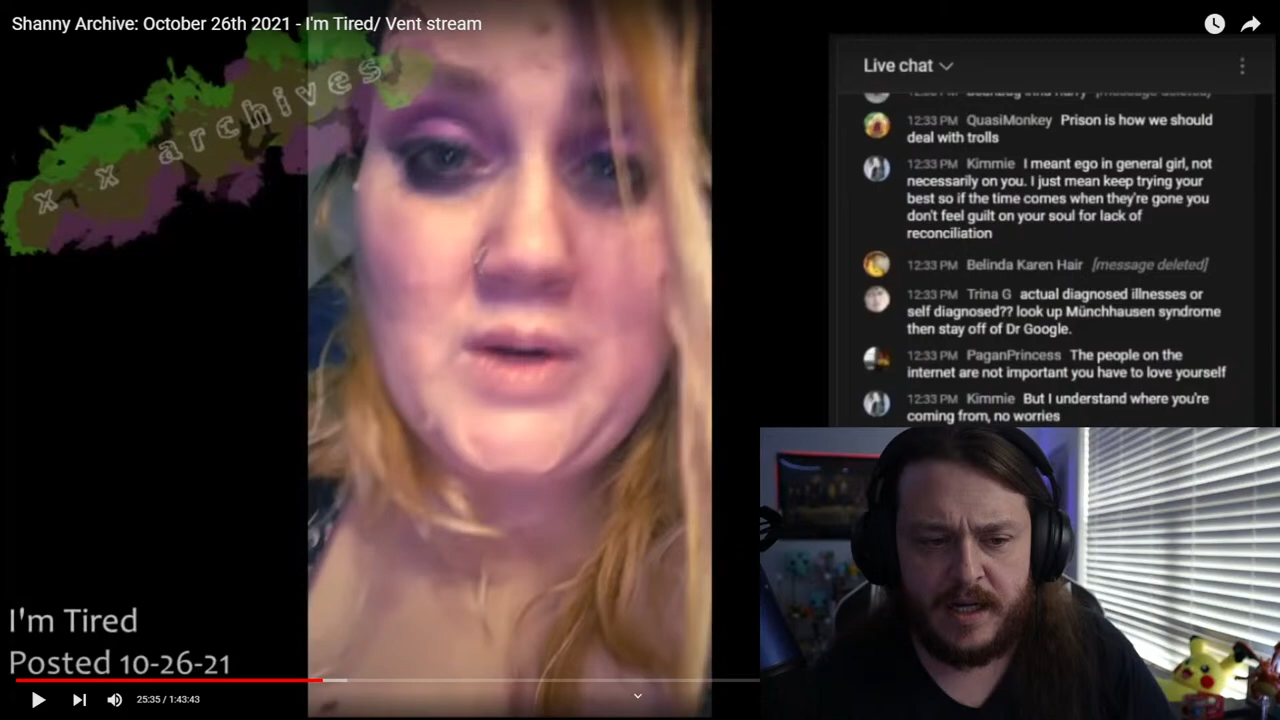 Shanny Archive: October 26th 2021 - I'm Tired/ Vent stream
x x archives
Live chat
[message deleted]
12:33 PM QuasiMonkey Prison is how we should
deal with trolls
12:33 PM Kimmie I meant ego in general girl, not
necessarily on you. I just mean keep trying your
best so if the time comes when they're gone you
don't feel guilt on your soul for lack of
reconciliation
12:33 PM Belinda Karen Hair [message deleted]
12:33 PM Trina G actual diagnosed illnesses or
self diagnosed?? look up Münchhausen syndrome
then stay off of Dr Google.
12:33 PM PaganPrincess The people on the
internet are not important you have to love yourself
12:33 PM Kimmie But I understand where you're
coming from, no worries
I'm Tired
Posted 10-26-21
25:35 / 1:43:43